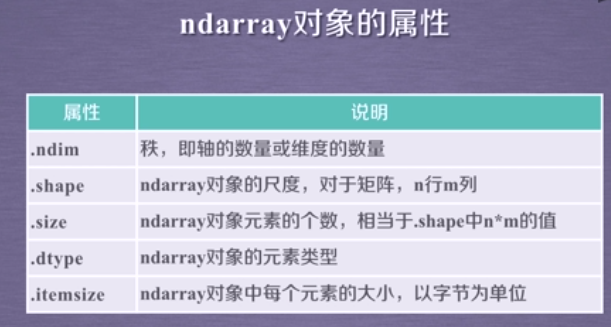 ndarray对象的属性
属性 说明
.ndim 秩，即轴的数量或维度的数量
.shape ndarray对象的尺度，对于矩阵，n行m列
.size ndarray对象元素的个数，相当于.shape中n*m的值
.dtype ndarray对象的元素类型
.itemsize ndarray对象中每个元素的大小，以字节为单位